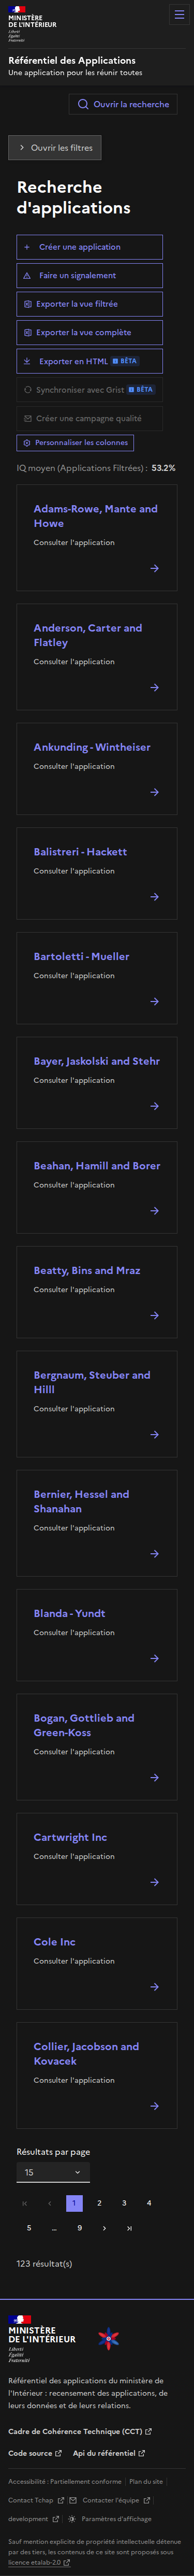 MINISTÈRE
DE L'INTÉRIEUR
Liberté
Égalité
Fraternité
Référentiel des Applications
Une application pour les réunir toutes
Ouvrir la recherche
Ouvrir les filtres
Recherche
d'applications
Créer une application
Faire un signalement
Exporter la vue filtrée
Exporter la vue complète
Exporter en HTML BÊTA
Synchroniser avec Grist BÊTA
Créer une campagne qualité
Personnaliser les colonnes
IQ moyen (Applications Filtrées) : 53.2%
Adams-Rowe, Mante and
Howe
Consulter l'application
Anderson, Carter and
Flatley
Consulter l'application
Ankunding - Wintheiser
Consulter l'application
Balistreri - Hackett
Consulter l'application
Bartoletti - Mueller
Consulter l'application
Bayer, Jaskolski and Stehr
Consulter l'application
Beahan, Hamill and Borer
Consulter l'application
Beatty, Bins and Mraz
Consulter l'application
Bergnaum, Steuber and
Hilll
Consulter l'application
Bernier, Hessel and
Shanahan
Consulter l'application
Blanda - Yundt
Consulter l'application
Bogan, Gottlieb and
Green-Koss
Consulter l'application
Cartwright Inc
Consulter l'application
Cole Inc
Consulter l'application
Collier, Jacobson and
Kovacek
Consulter l'application
Résultats par page
15
1 2 3 4
5 … 9
123 résultat(s)
MINISTÈRE
DE L'INTÉRIEUR
Liberté
Égalité
Fraternité
Référentiel des applications du ministère de
l'Intérieur : recensement des applications, de
leurs données et de leurs relations.
Cadre de Cohérence Technique (CCT)
Code source Api du référentiel
Accessibilité : Partiellement conforme Plan du site
Contact Tchap Contacter l'équipe
development Paramètres d'affichage
Sauf mention explicite de propriété intellectuelle détenue
par des tiers, les contenus de ce site sont proposés sous
licence etalab-2.0